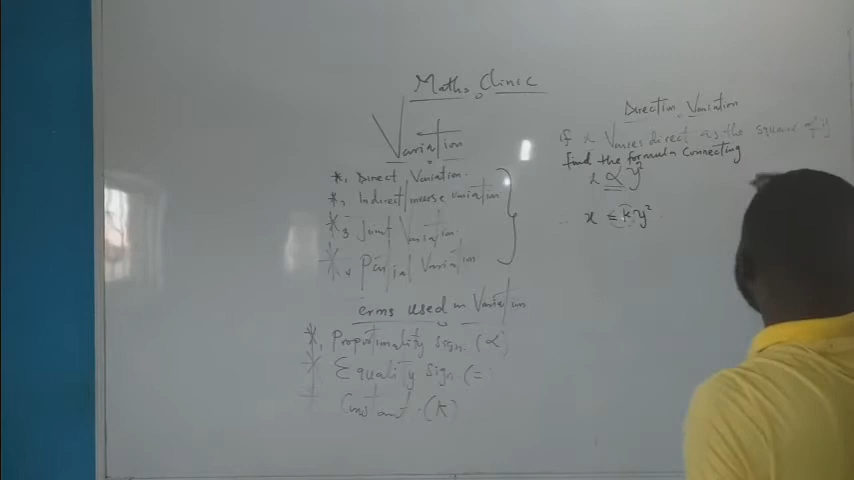 Maths Clinic
Variation
*1 Direct Variation.
*2 Indirect/inverse variation
*3 Joint Variation.
*4 Partial Variation
Terms used in Variation
*1 Proportionality sign. (∝)
* Equality sign. (=)
Constant. (K)
Direction Variation
if x Varies direct as the square of y
find the formula connecting
x ∝ y²
x = ky²